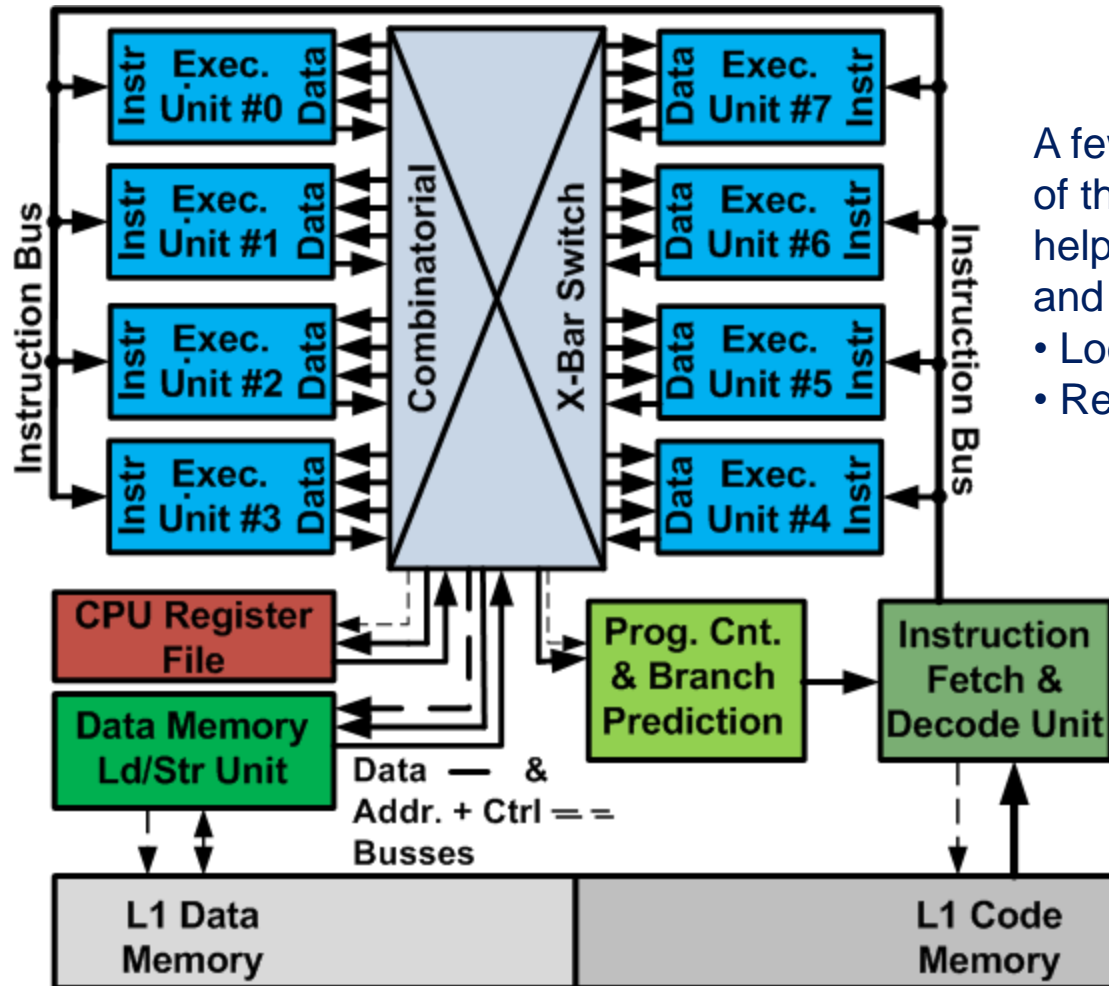 Instruction Bus
Instr
Exec.
Unit #0
Data
Instr
Exec.
Unit #1
Data
Instr
Exec.
Unit #2
Data
Instr
Exec.
Unit #3
Data
Combinatorial
X-Bar Switch
Data
Exec.
Unit #7
Instr
Data
Exec.
Unit #6
Instr
Data
Exec.
Unit #5
Instr
Data
Exec.
Unit #4
Instr
Instruction Bus
of th
help
and
•
•
CPU Register
File
Data Memory
Ld/Str Unit
Data — &
Addr. + Ctrl = =
Busses
Prog. Cnt.
& Branch
Prediction
Instruction
Fetch &
Decode Unit
L1 Data
Memory
L1 Code
Memory
A few
• Lo
• Re